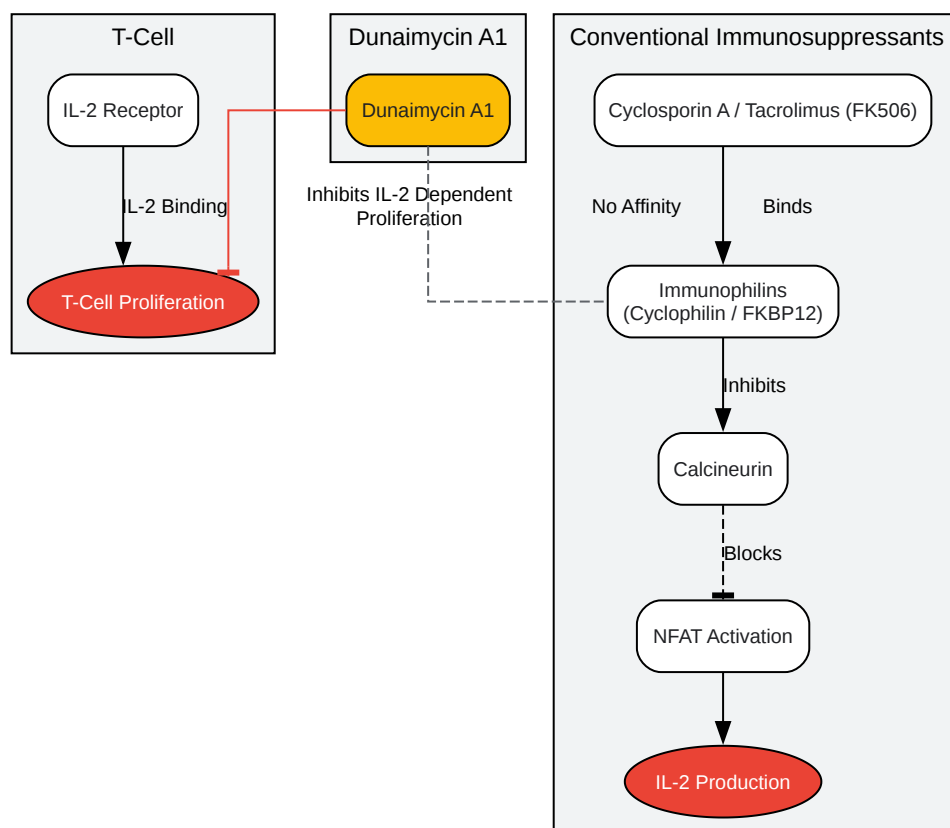 T-Cell
IL-2 Receptor
IL-2 Binding
T-Cell Proliferation
Dunaimycin A1
Dunaimycin A1
Inhibits IL-2 Dependent
Proliferation
Conventional Immunosuppressants
Cyclosporin A / Tacrolimus (FK506)
No Affinity
Binds
Immunophilins
(Cyclophilin / FKBP12)
Inhibits
Calcineurin
Blocks
NFAT Activation
IL-2 Production